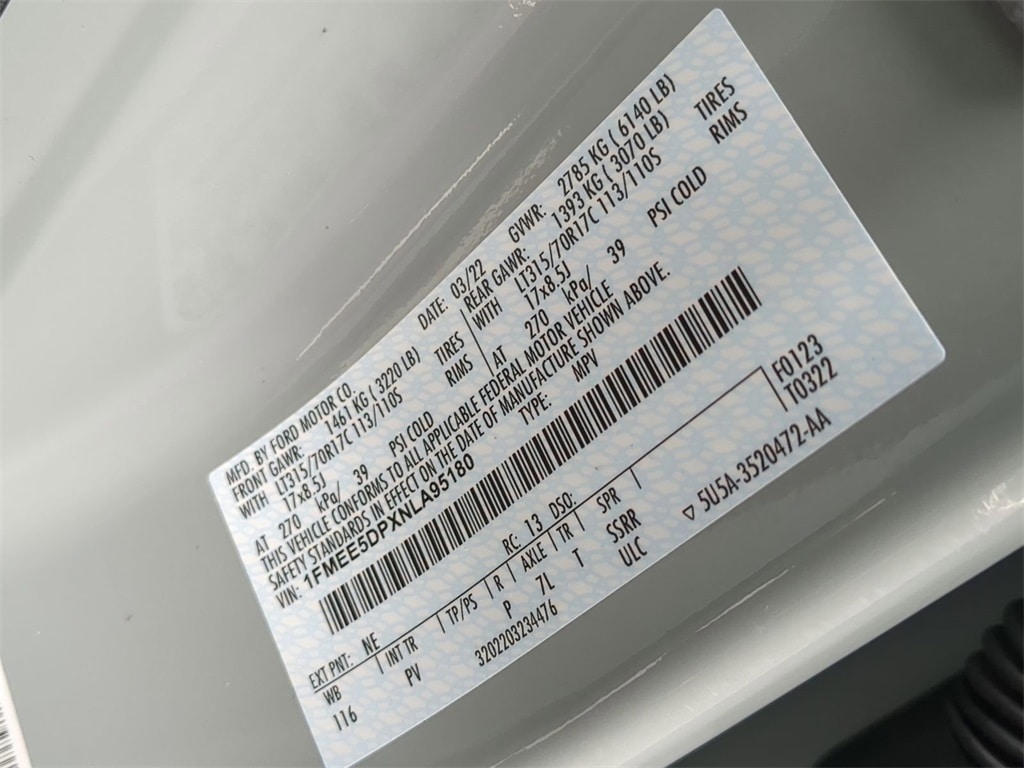 MFD. BY FORD MOTOR CO.
DATE: 03/22 GVWR: 2785 KG ( 6140 LB)
FRONT GAWR: 1461 KG ( 3220 LB) REAR GAWR: 1393 KG ( 3070 LB)
WITH LT315/70R17C 113/110S TIRES WITH LT315/70R17C 113/110S TIRES
17x8.5J RIMS 17x8.5J RIMS
AT 270 kPa/ 39 PSI COLD AT 270 kPa/ 39 PSI COLD
THIS VEHICLE CONFORMS TO ALL APPLICABLE FEDERAL MOTOR VEHICLE
SAFETY STANDARDS IN EFFECT ON THE DATE OF MANUFACTURE SHOWN ABOVE.
VIN: 1FMEE5DPXNLA95180 TYPE: MPV
F0123
T0322
EXT PNT: NE RC: 13 DSO:
WB INT TR TP/PS R AXLE TR SPR
116 PV P 7L T SSRR
ULC
3202203234476
▽ 5U5A-3520472-AA